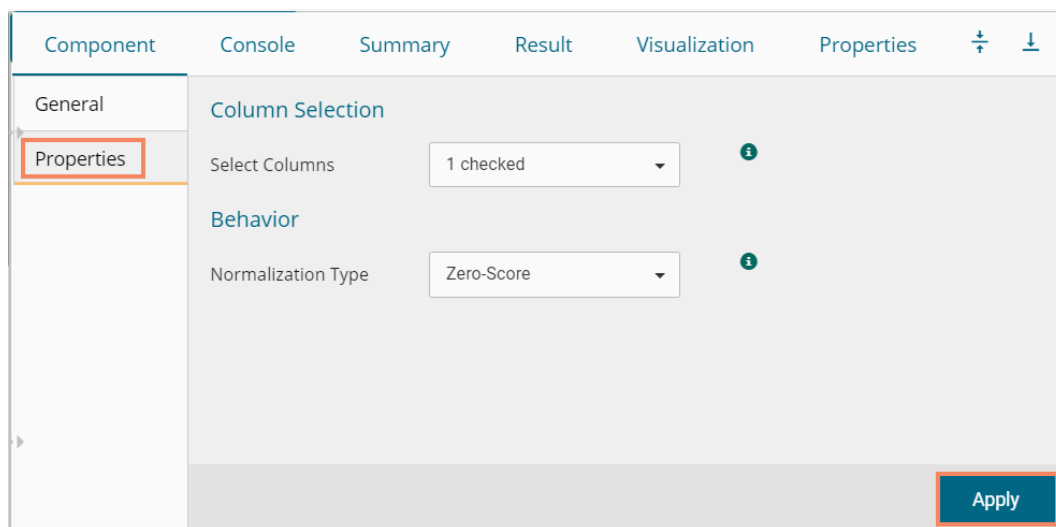 Component Console Summary Result Visualization Properties
General
Properties
Column Selection
Select Columns 1 checked
Behavior
Normalization Type Zero-Score
Apply